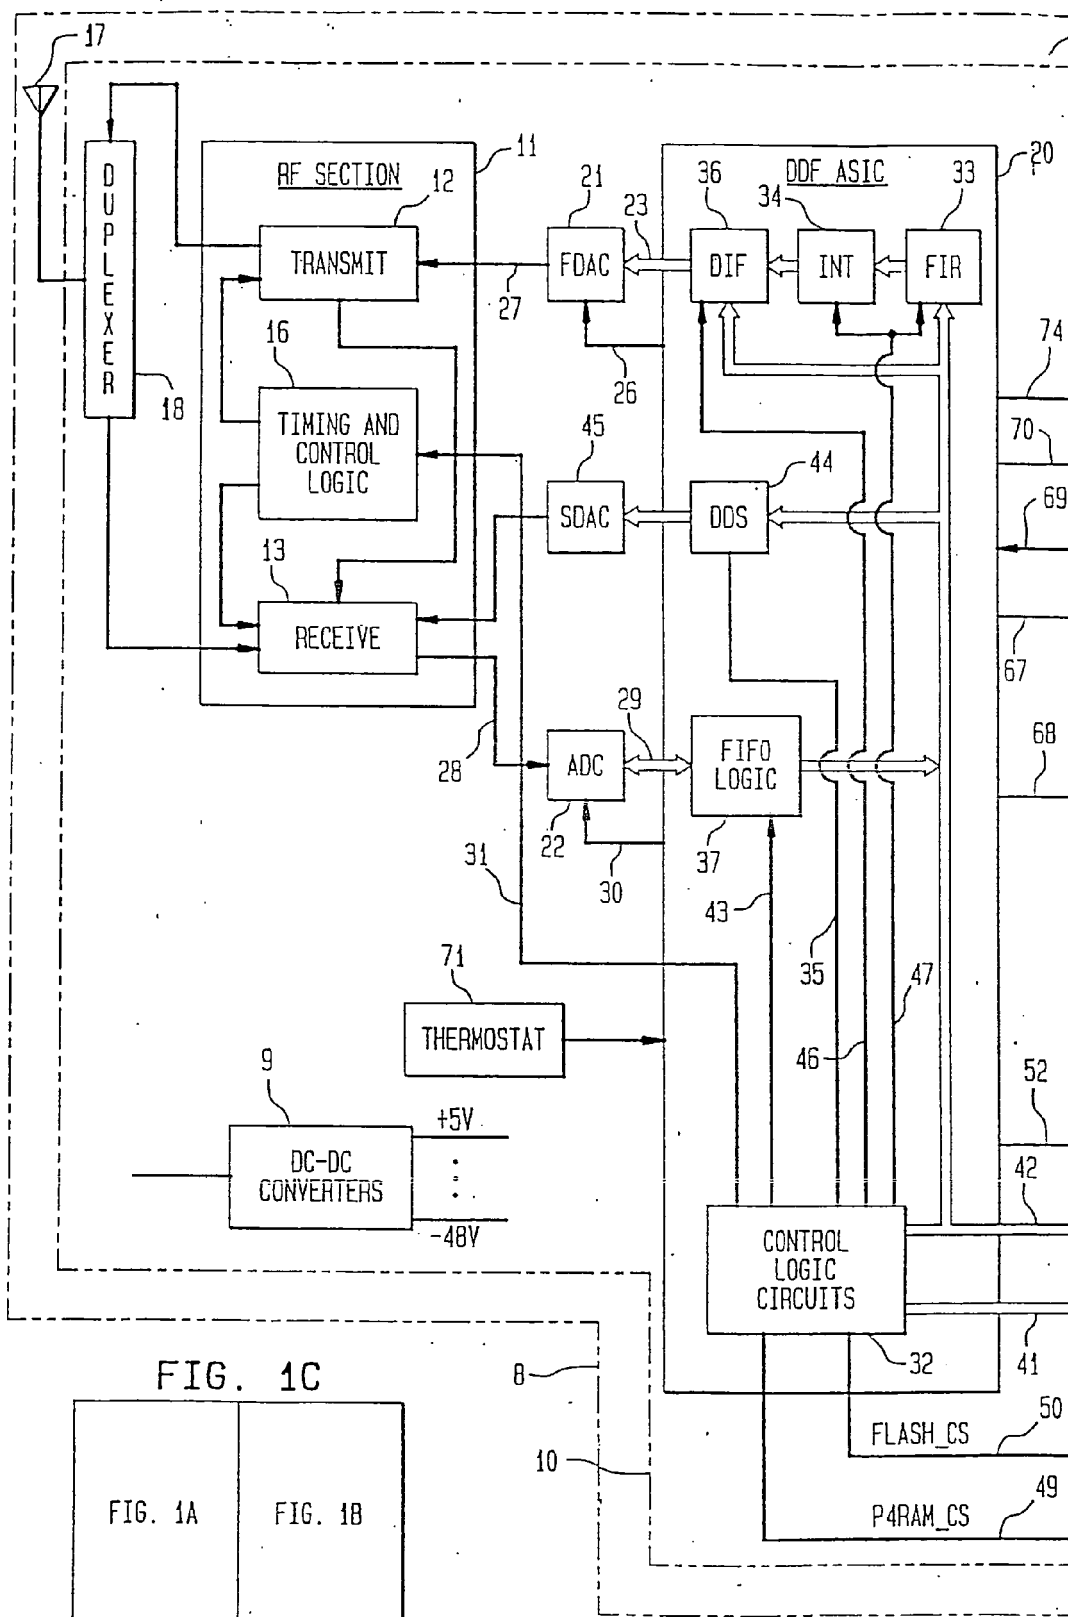 17
RF SECTION
11
12
TRANSMIT
16
TIMING AND
CONTROL
LOGIC
13
RECEIVE
DUPLEXER
18
21
FDAC
23
27
26
45
SDAC
DDF ASIC
20
36
DIF
34
INT
33
FIR
44
DDS
74
70
69
67
68
28
ADC
22
29
30
31
FIFO
LOGIC
37
43
35
46
47
71
THERMOSTAT
9
DC-DC
CONVERTERS
+5V
-48V
CONTROL
LOGIC
CIRCUITS
32
52
42
41
FLASH_CS
50
P4RAM_CS
49
8
10
FIG. 1C
FIG. 1A
FIG. 1B